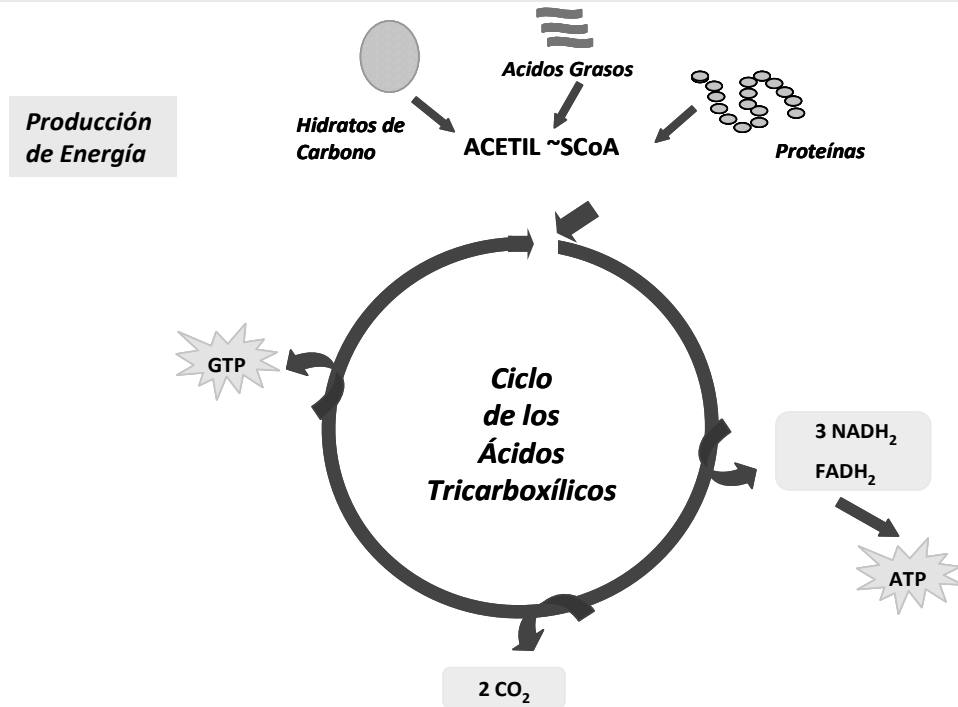 Acidos Grasos
Producción
de Energía
Hidratos de
Carbono
ACETIL ~SCoA
Proteínas
GTP
Ciclo
de los
Ácidos
Tricarboxílicos
3 NADH₂
FADH₂
ATP
2 CO₂